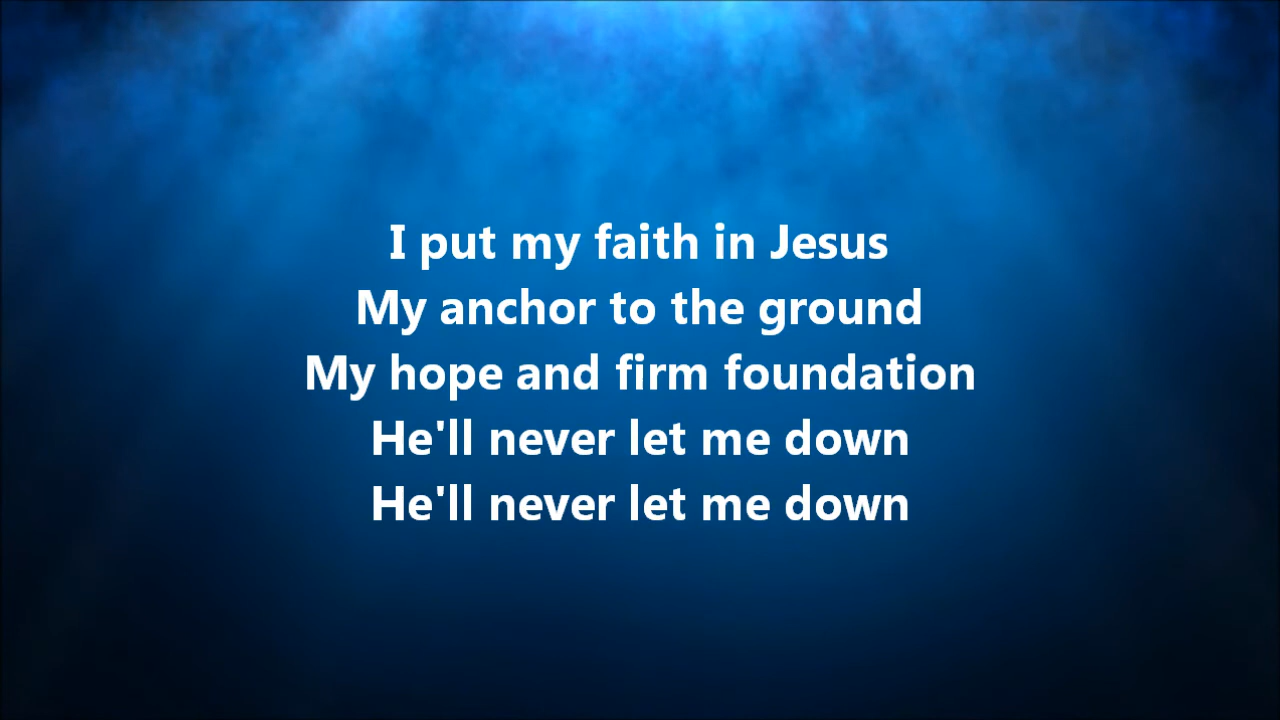 I put my faith in Jesus
My anchor to the ground
My hope and firm foundation
He'll never let me down
He'll never let me down